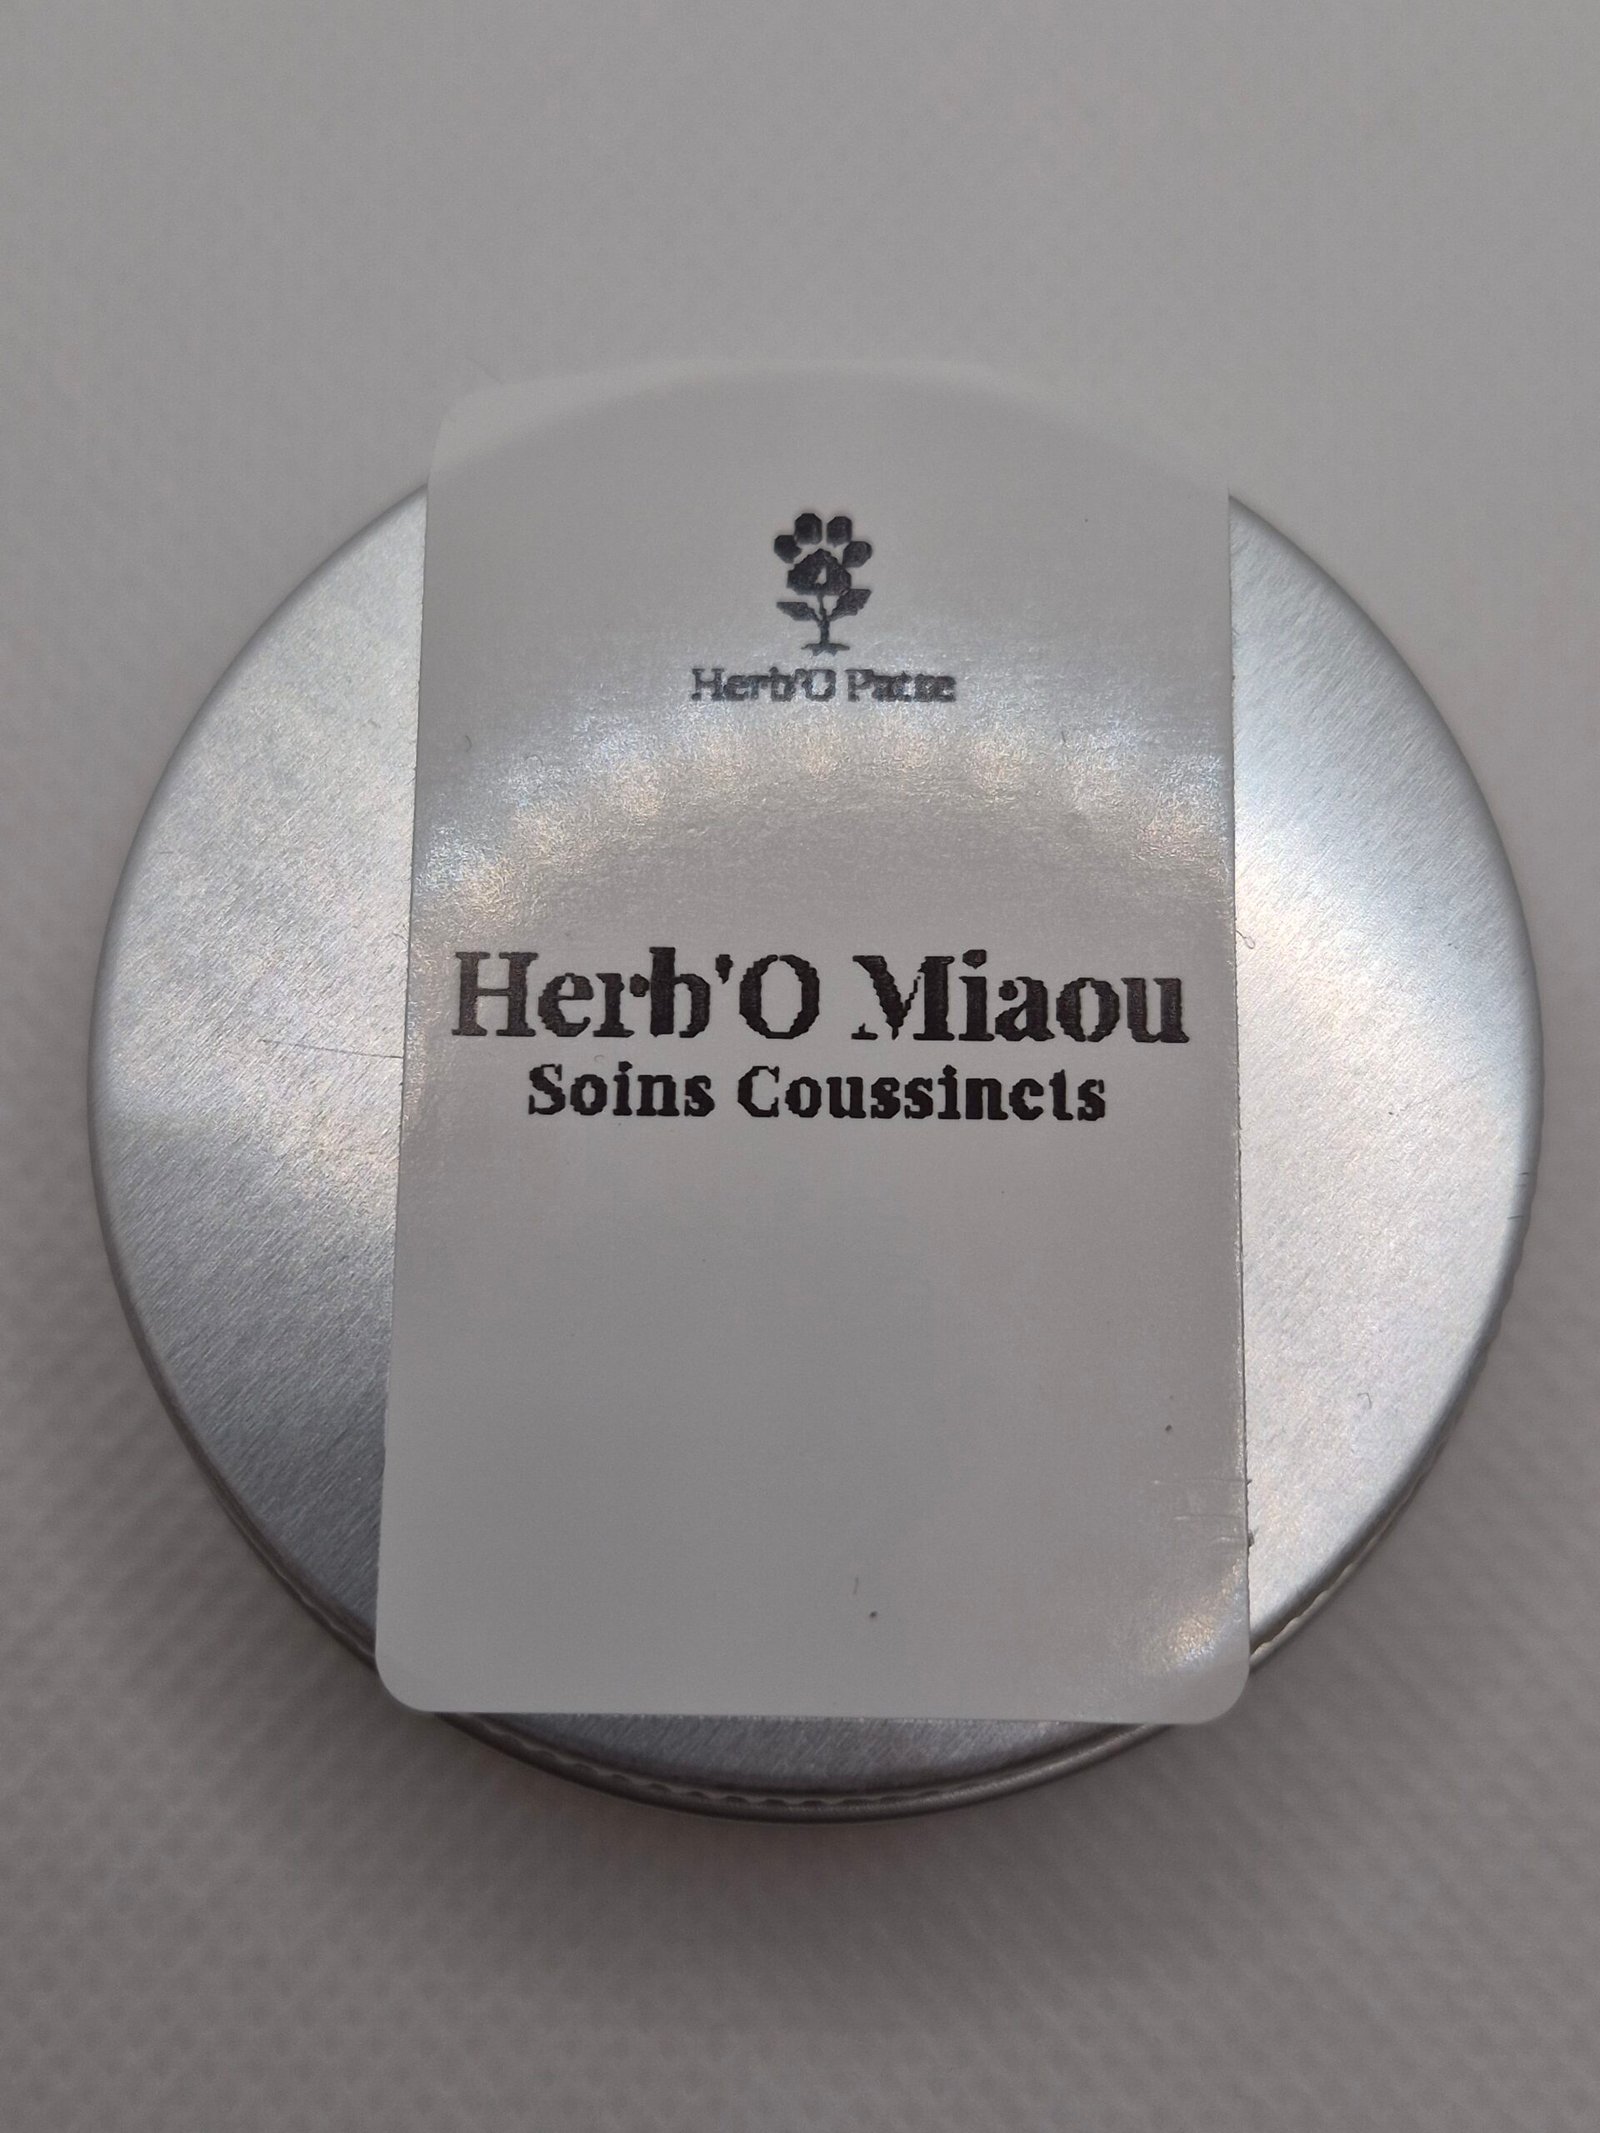 Herb'O Patte
Herb'O Miaou
Soins Coussinets